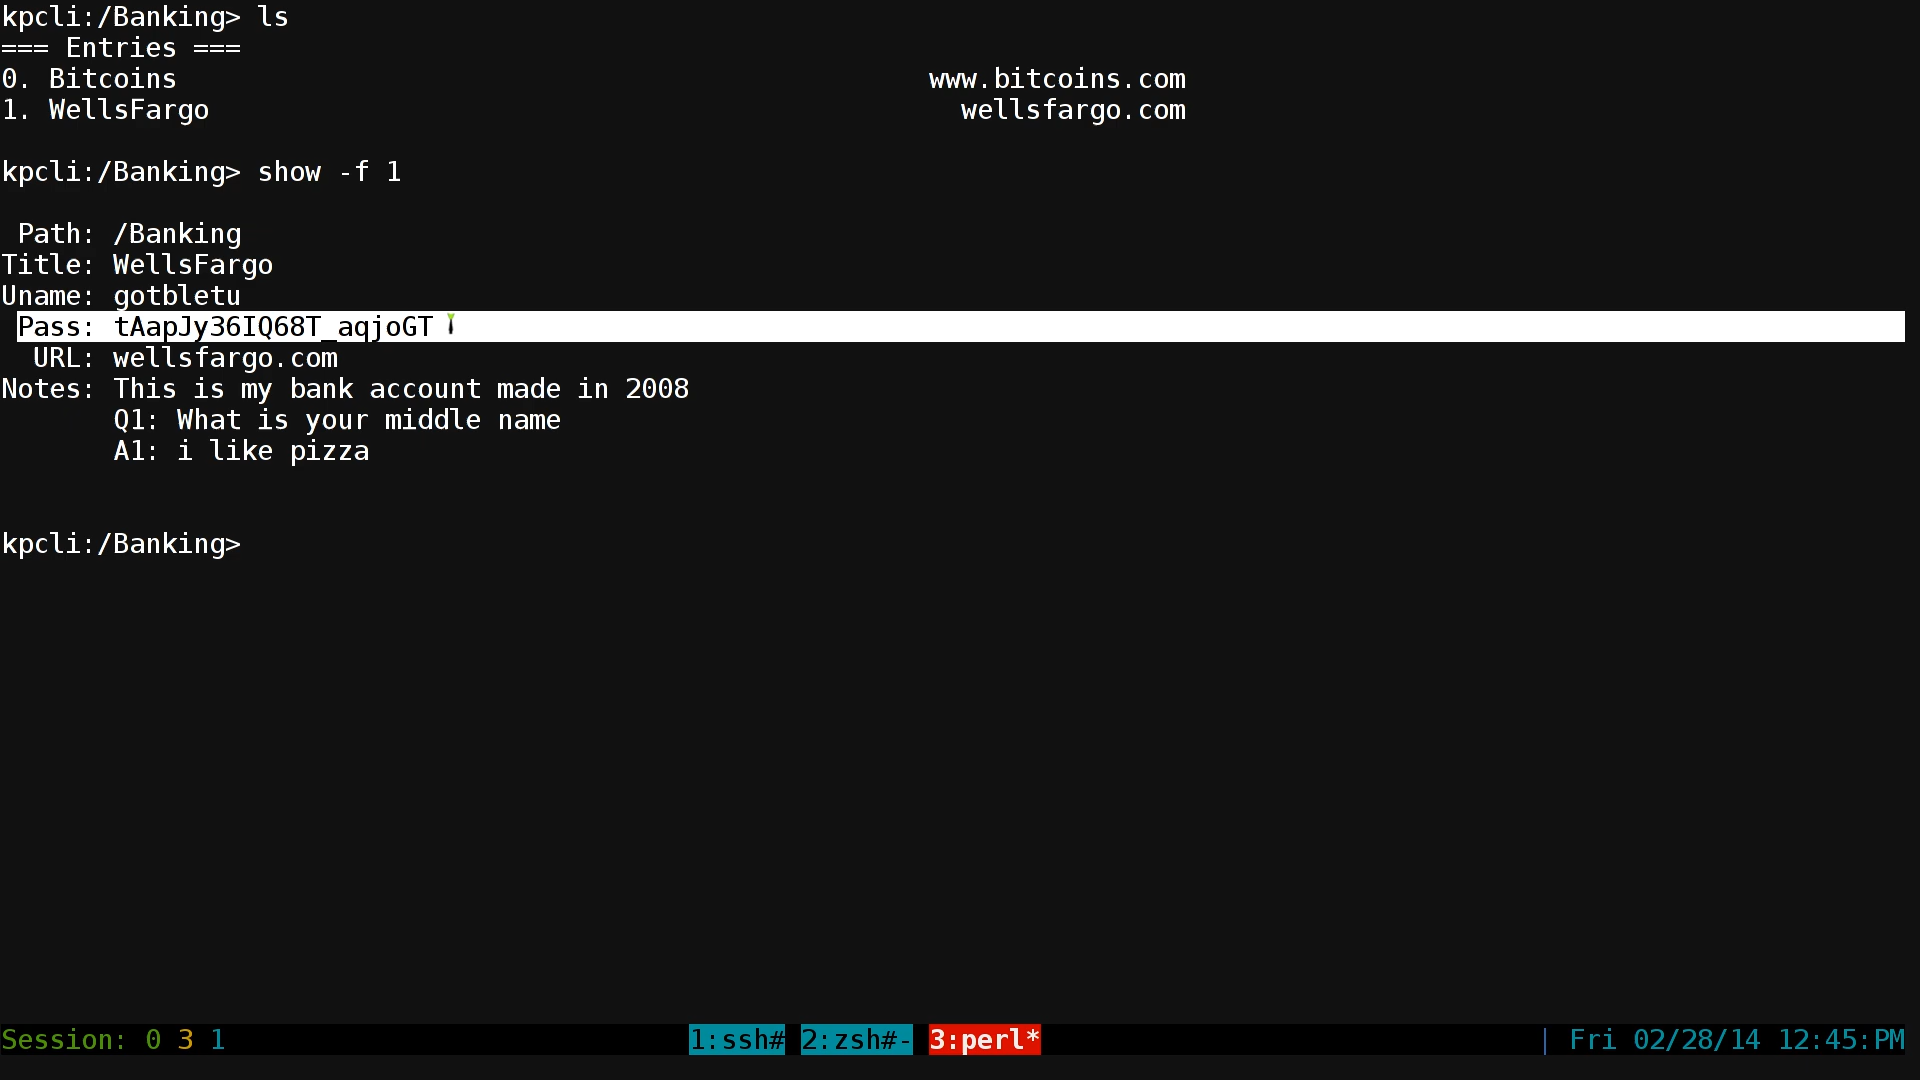 kpcli:/Banking> ls
=== Entries ===
0. Bitcoins www.bitcoins.com
1. WellsFargo wellsfargo.com
kpcli:/Banking> show -f 1
Path: /Banking
Title: WellsFargo
Uname: gotbletu
Pass: tAapJy36IQ68T_aqjoGT
URL: wellsfargo.com
Notes: This is my bank account made in 2008
Q1: What is your middle name
A1: i like pizza
kpcli:/Banking>
Session: 0 3 1 1:ssh# 2:zsh#- 3:perl* | Fri 02/28/14 12:45:PM